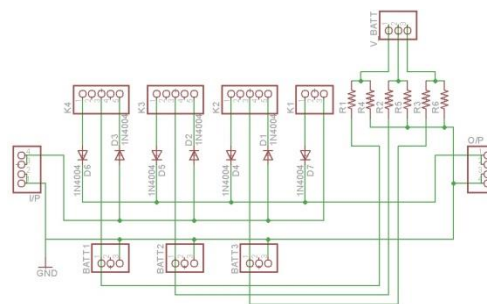 V_BATT
K4
K3
K2
K1
R1
R4
R2
R5
R3
R6
D3
1N4004
D2
1N4004
D1
1N4004
1N4004
D6
1N4004
D5
1N4004
D4
1N4004
D7
I/P
O/P
BATT1
BATT2
BATT3
GND